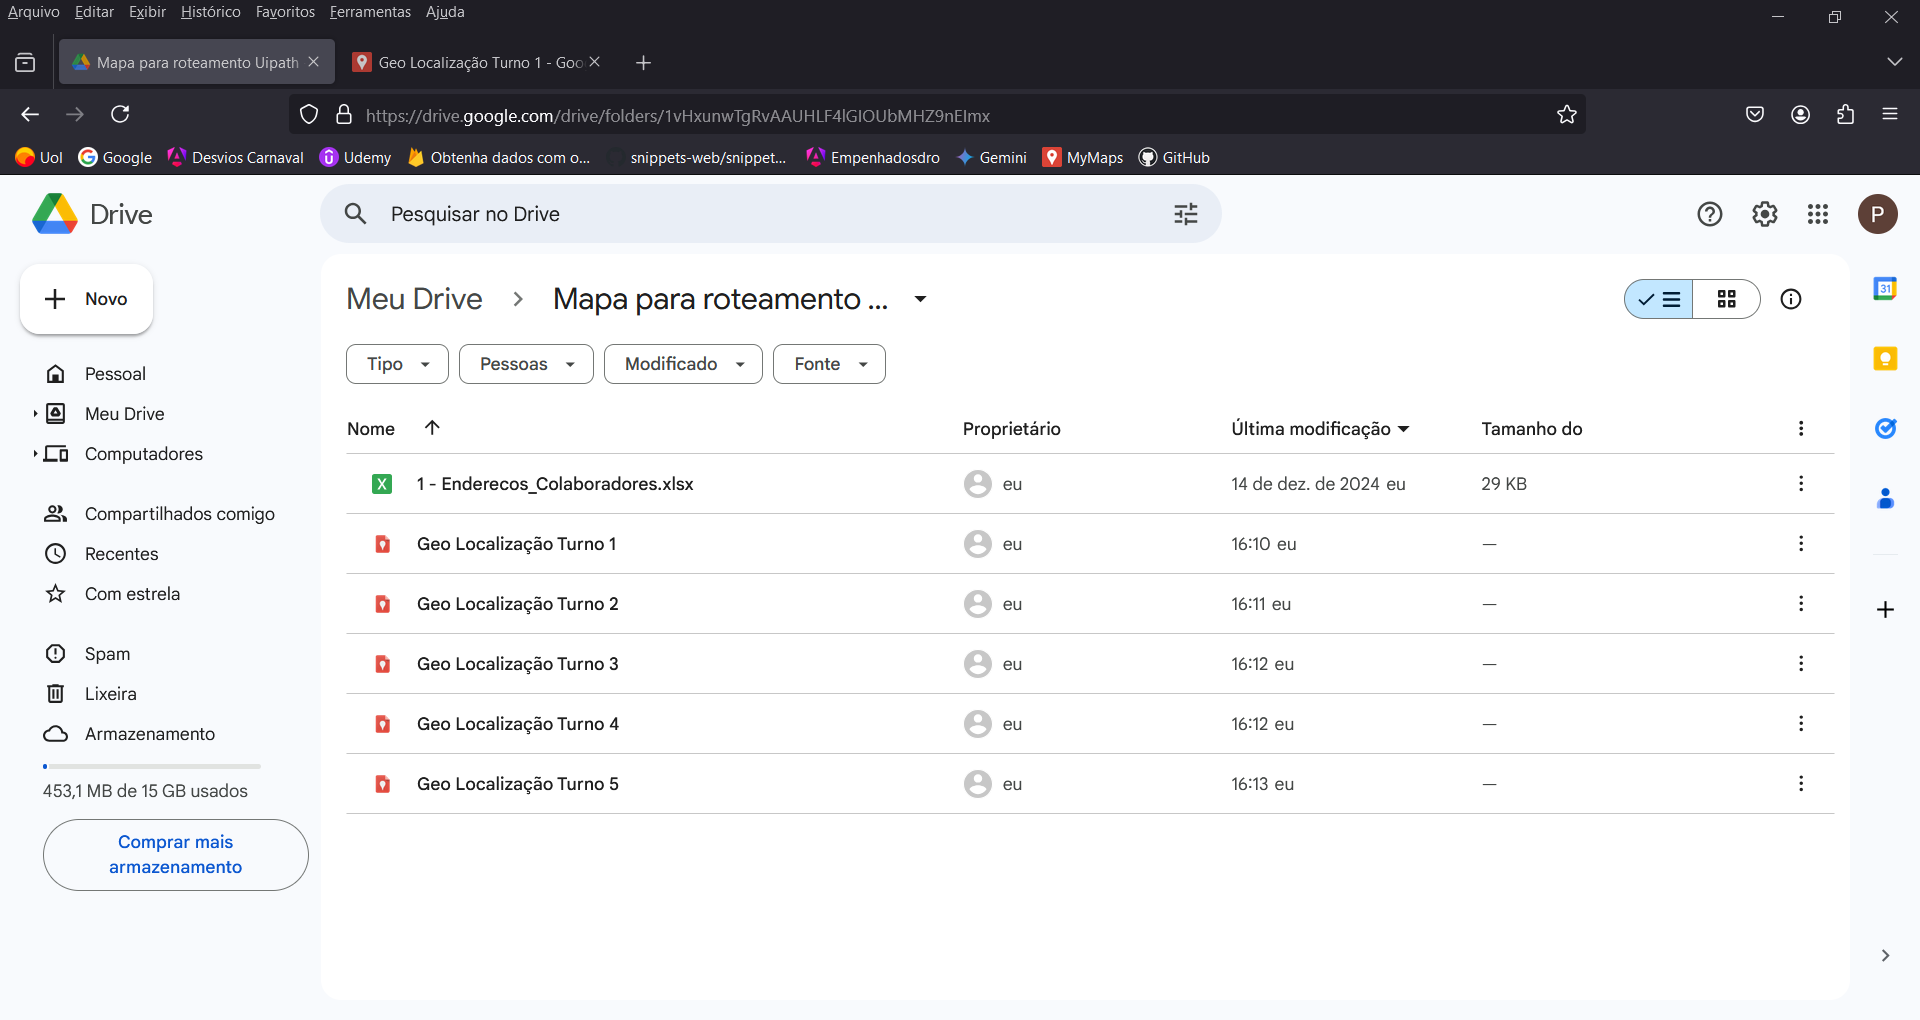 Arquivo Editar Exibir Histórico Favoritos Ferramentas Ajuda
Mapa para roteamento Uipath
Geo Localização Turno 1 - Goo
https://drive.google.com/drive/folders/1vHxunwTgRvAAUHLF4lGIOUbMHZ9nEImx
Uol Google Desvios Carnaval Udemy Obtenha dados com o... snippets-web/snippet... Empenhadosdro Gemini MyMaps GitHub
Drive
Pesquisar no Drive
P
Novo
Pessoal
Meu Drive
Computadores
Compartilhados comigo
Recentes
Com estrela
Spam
Lixeira
Armazenamento
453,1 MB de 15 GB usados
Comprar mais
armazenamento
Meu Drive Mapa para roteamento ...
Tipo Pessoas Modificado Fonte
Nome Proprietário Última modificação Tamanho do
X 1 - Enderecos_Colaboradores.xlsx eu 14 de dez. de 2024 eu 29 KB
Geo Localização Turno 1 eu 16:10 eu —
Geo Localização Turno 2 eu 16:11 eu —
Geo Localização Turno 3 eu 16:12 eu —
Geo Localização Turno 4 eu 16:12 eu —
Geo Localização Turno 5 eu 16:13 eu —
31